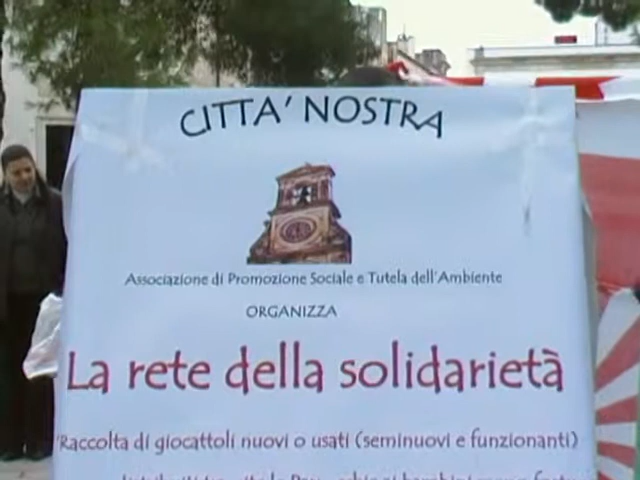 CITTA' NOSTRA
Associazione di Promozione Sociale e Tutela dell'Ambiente
ORGANIZZA
La rete della solidarietà
Raccolta di giocattoli nuovi o usati (seminuovi e funzionanti)